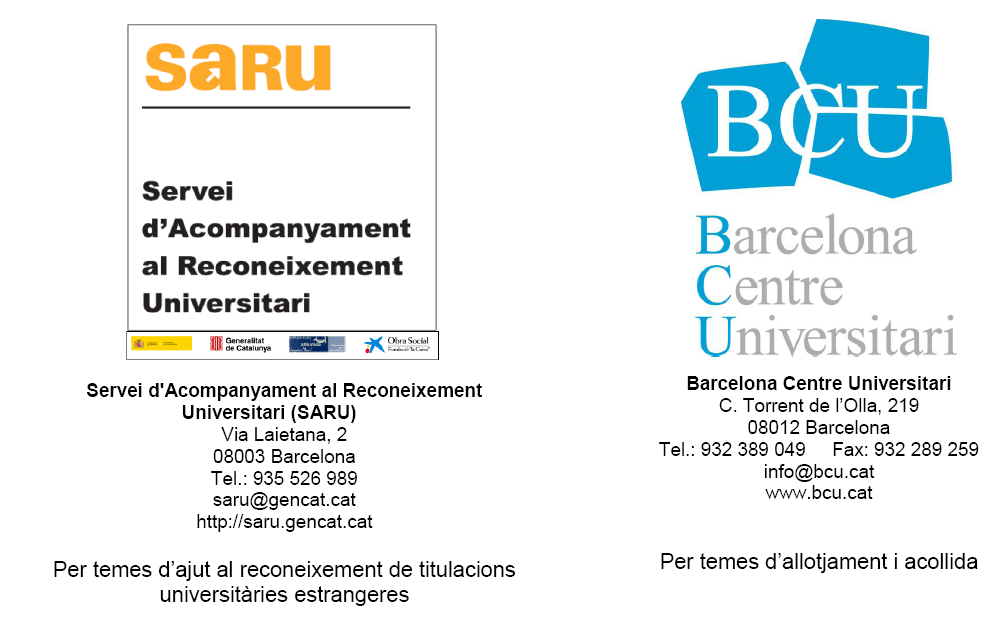 saRu
Servei
d’Acompanyament
al Reconeixement
Universitari
Generalitat
de Catalunya
Obra Social
Fundació "la Caixa"
Servei d'Acompanyament al Reconeixement
Universitari (SARU)
Via Laietana, 2
08003 Barcelona
Tel.: 935 526 989
saru@gencat.cat
http://saru.gencat.cat
Per temes d’ajut al reconeixement de titulacions
universitàries estrangeres
BCU
Barcelona
Centre
Universitari
Barcelona Centre Universitari
C. Torrent de l’Olla, 219
08012 Barcelona
Tel.: 932 389 049 Fax: 932 289 259
info@bcu.cat
www.bcu.cat
Per temes d’allotjament i acollida